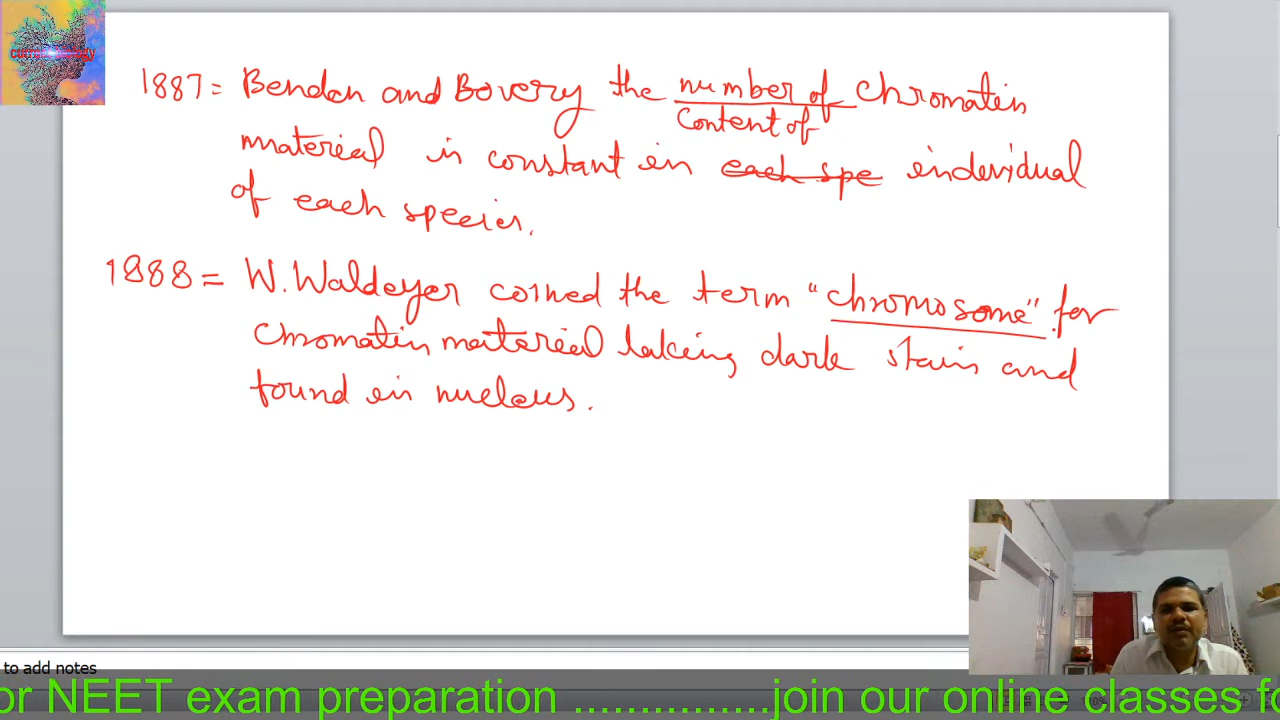 1887 = Benden and Bovery the number of chromatin
content of
material is constant in each spe individual
of each species.
1888 = W. Waldeyer coined the term "chromosome" for
chromatin material taking dark stain and
found in nucleus.
to add notes
or NEET exam preparation ...............join our online classes fo